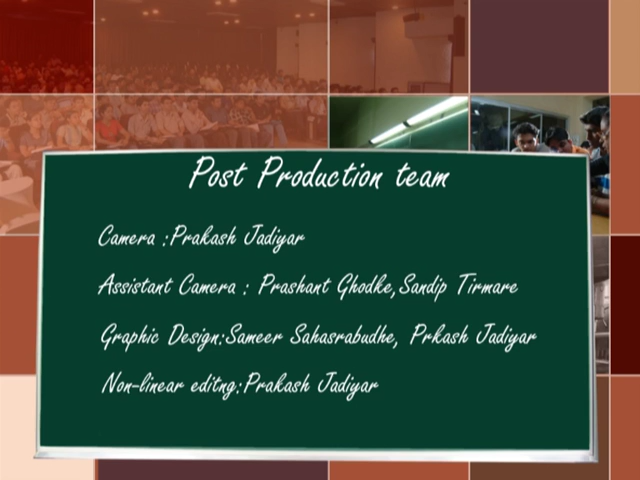 Post Production team
Camera :Prakash Jadiyar
Assistant Camera : Prashant Ghodke,Sandip Tirmare
Graphic Design:Sameer Sahasrabudhe, Prkash Jadiyar
Non-linear editng:Prakash Jadiyar